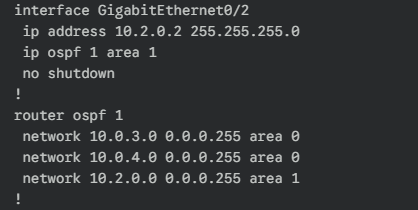 interface GigabitEthernet0/2
 ip address 10.2.0.2 255.255.255.0
 ip ospf 1 area 1
 no shutdown
!
router ospf 1
 network 10.0.3.0 0.0.0.255 area 0
 network 10.0.4.0 0.0.0.255 area 0
 network 10.2.0.0 0.0.0.255 area 1
!